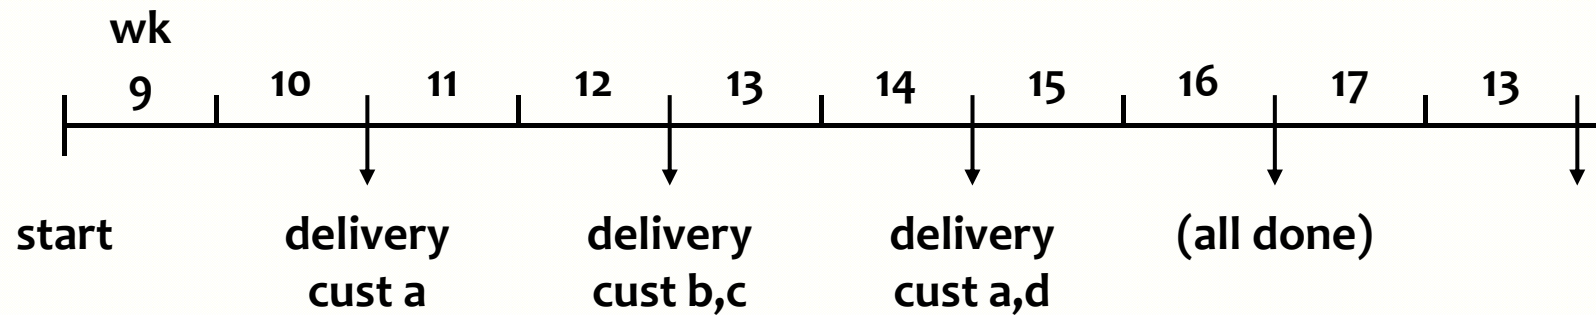 wk
9 10 11 12 13 14 15 16 17 13
start delivery delivery delivery (all done)
cust a cust b,c cust a,d